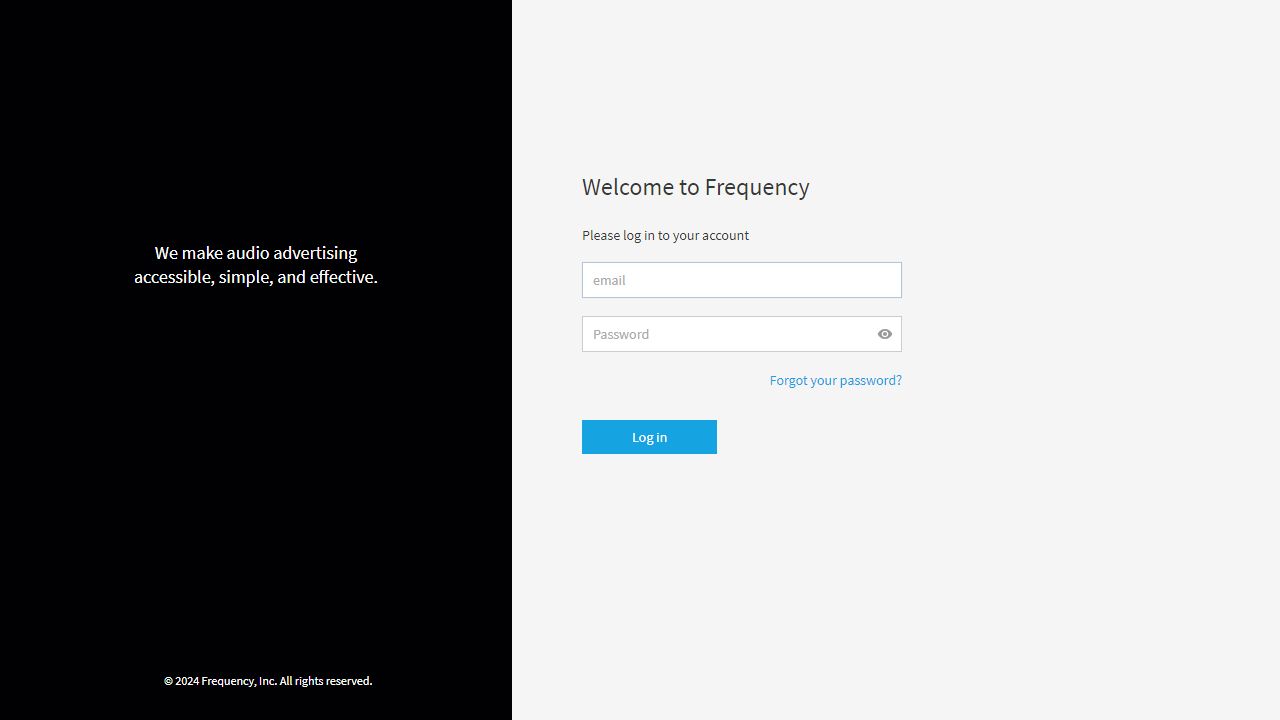 We make audio advertising
accessible, simple, and effective.
© 2024 Frequency, Inc. All rights reserved.
Welcome to Frequency
Please log in to your account
email
Password
Forgot your password?
Log in